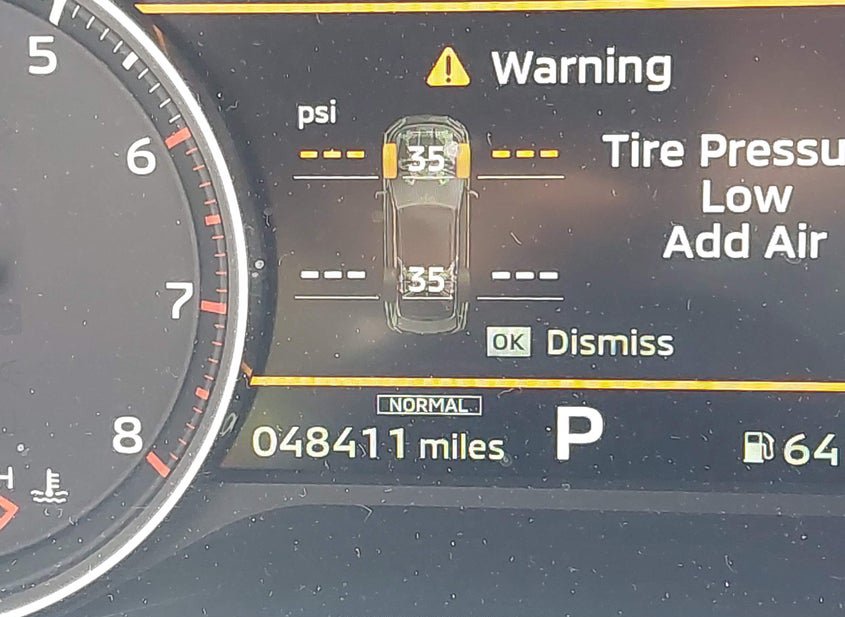 5
Warning
psi
6
--- 35 ---
Tire Pressu
Low
Add Air
7
--- 35 ---
OK Dismiss
NORMAL
8
048411 miles
P
64
H